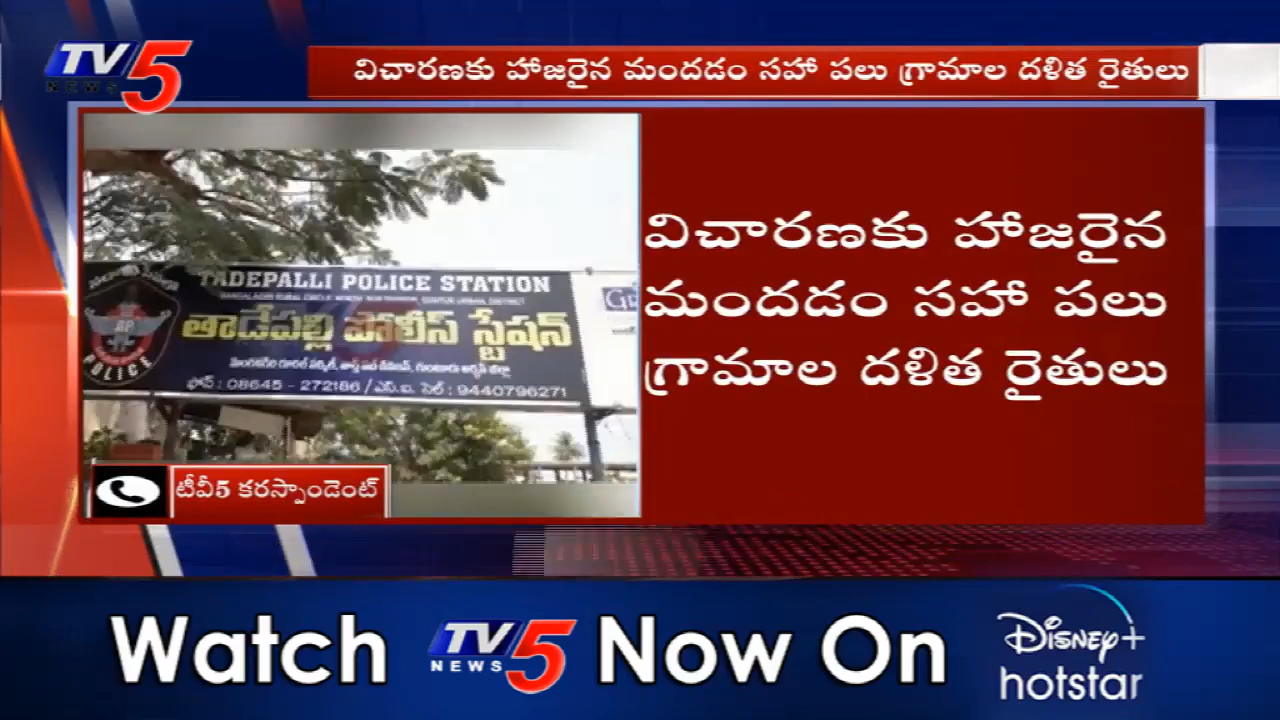 TV5
NEWS
విచారణకు హాజరైన మందడం సహా పలు గ్రామాల దళిత రైతులు
TADEPALLI POLICE STATION
తాడేపల్లి పోలీస్ స్టేషన్
ఫోన్ : 08645 - 272186 / ఎస్.ఐ. సెల్ : 9440796271
POLICE
విచారణకు హాజరైన
మందడం సహా పలు
గ్రామాల దళిత రైతులు
టీవీ5 కరస్పాండెంట్
Watch TV5 NEWS Now On Disney+ hotstar